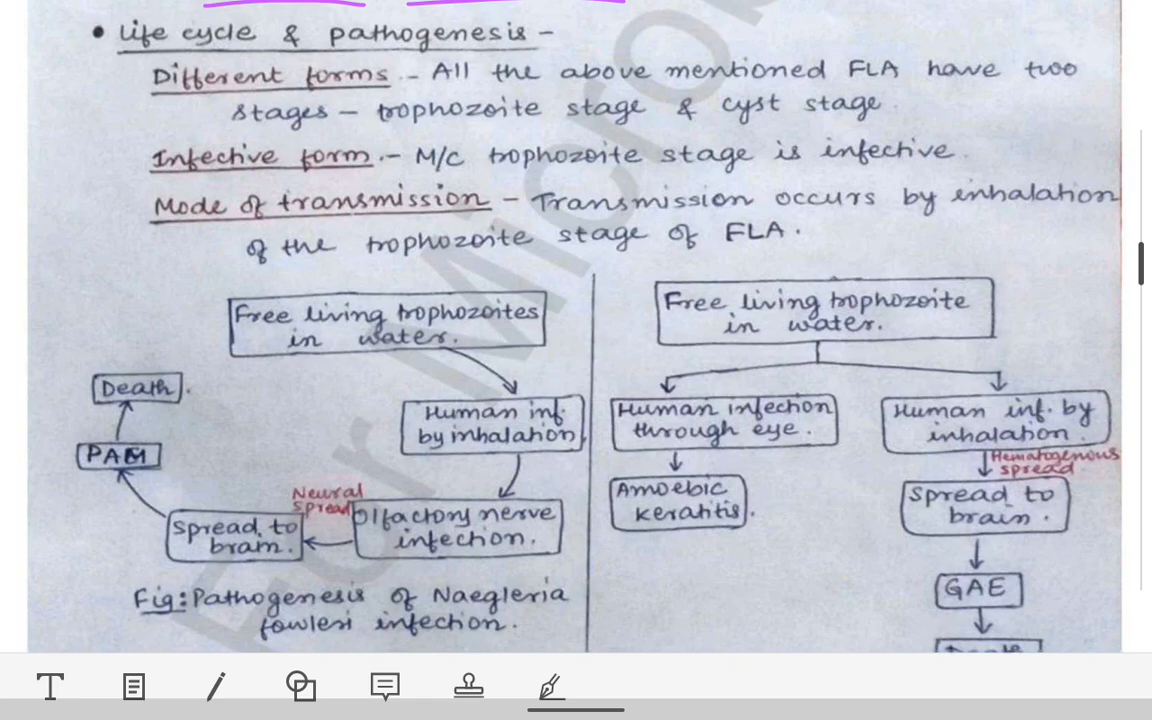 • Life cycle & pathogenesis -
Different forms - All the above mentioned FLA have two
stages - trophozoite stage & cyst stage.
Infective form - M/C trophozoite stage is infective.
Mode of transmission - Transmission occurs by inhalation
of the trophozoite stage of FLA.
Free living trophozoites
in water.
Human inf.
by inhalation
Olfactory nerve
infection.
Neural
spread
Spread to
brain.
PAM
Death.
Fig: Pathogenesis of Naegleria
fowleri infection.
Free living trophozoite
in water.
Human infection
through eye.
Amoebic
keratitis.
Human inf. by
inhalation.
Hematogenous
spread
Spread to
brain.
GAE
For Micro
T